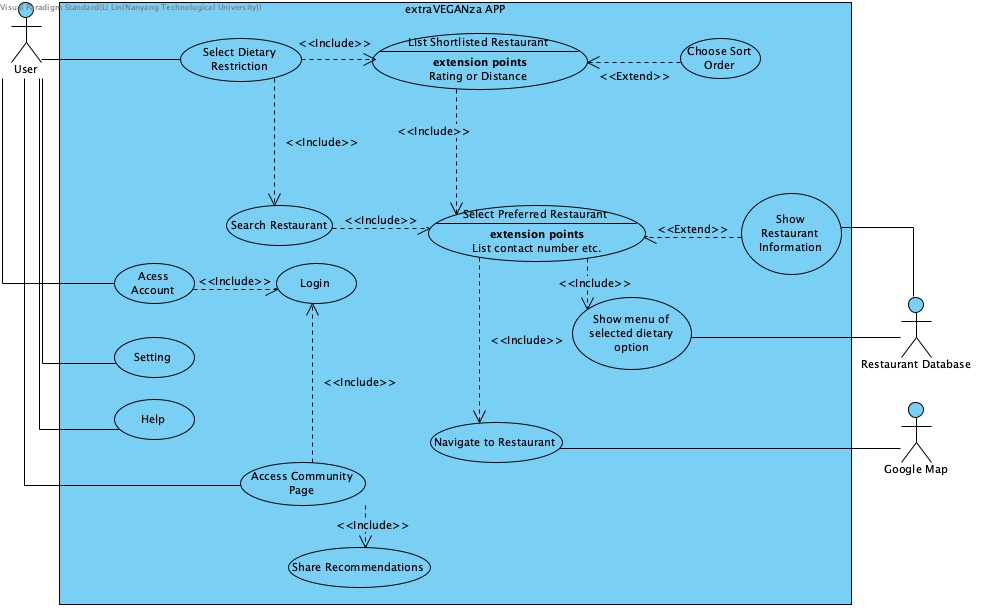 Visual Paradigm Standard(Li Lin(Nanyang Technological University))
extraVEGANza APP
User
Select Dietary
Restriction
<<Include>>
List Shortlisted Restaurant
extension points
Rating or Distance
<<Extend>>
Choose Sort
Order
<<Include>>
<<Include>>
Search Restaurant
<<Include>>
Select Preferred Restaurant
extension points
List contact number etc.
<<Extend>>
Show
Restaurant
Information
Acess
Account
<<Include>>
Login
<<Include>>
Show menu of
selected dietary
option
Restaurant Database
Setting
<<Include>>
<<Include>>
Help
Navigate to Restaurant
Google Map
Access Community
Page
<<Include>>
Share Recommendations